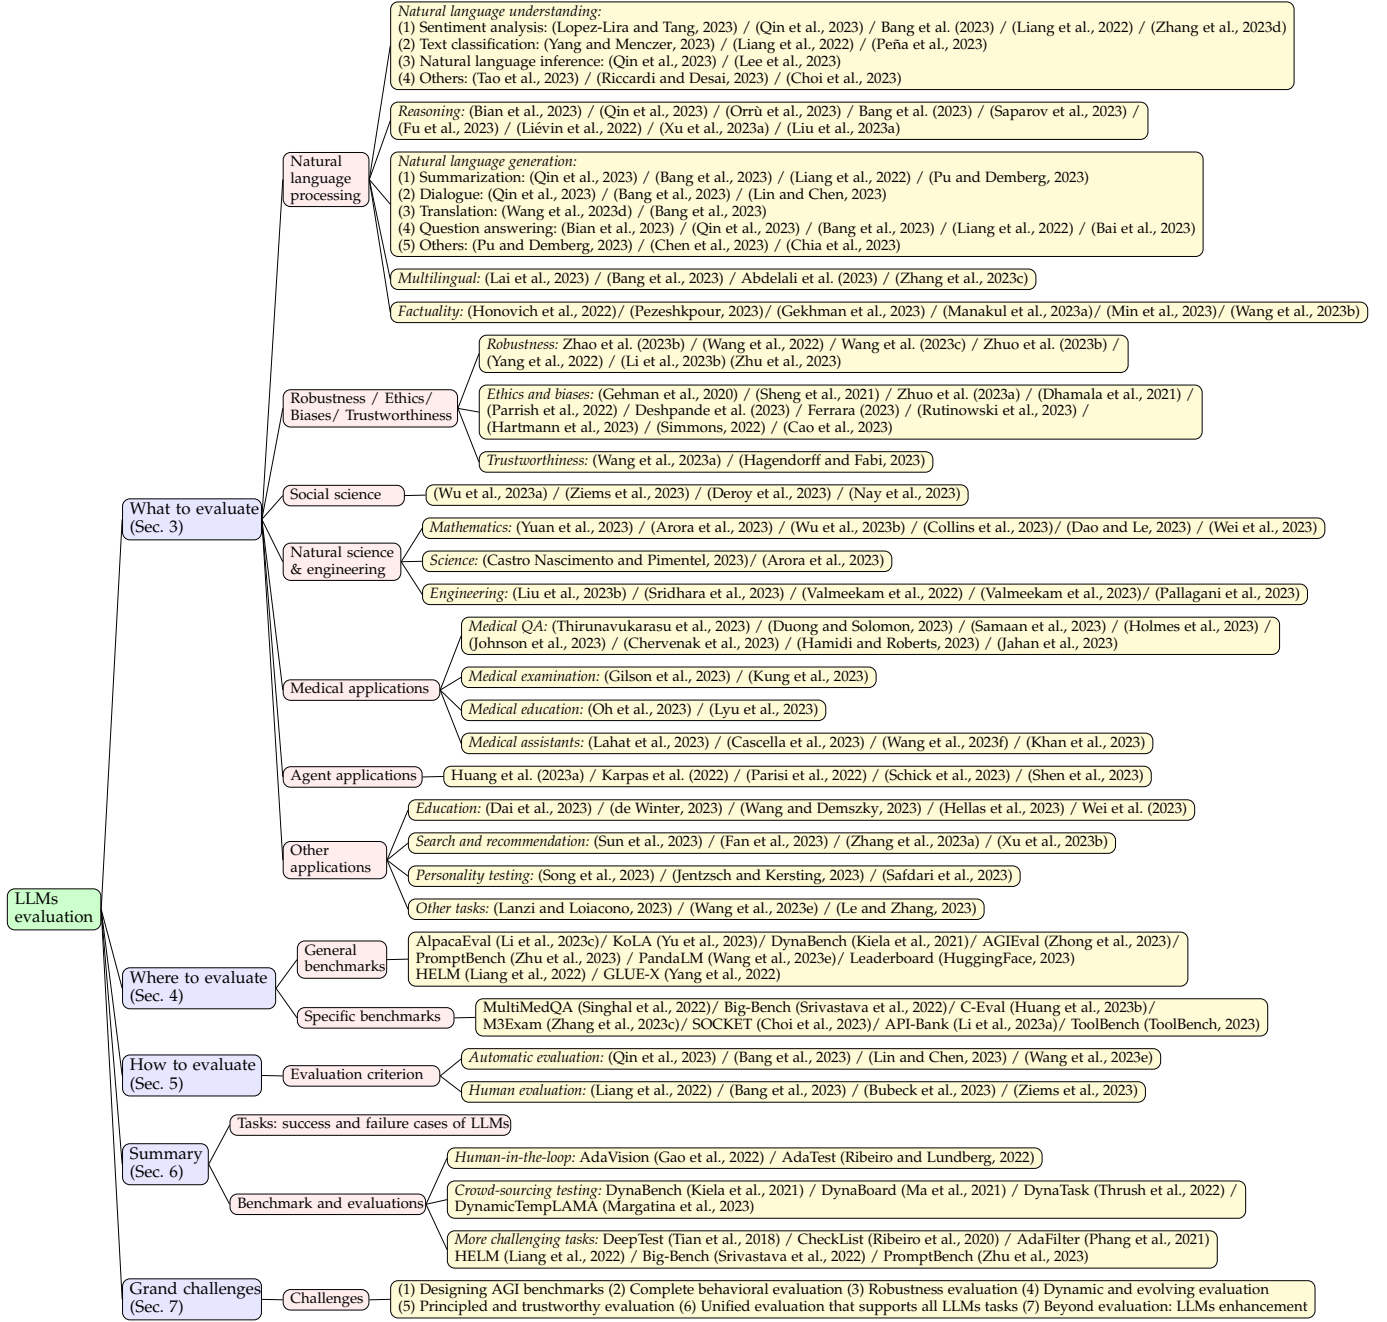 Natural language understanding:
(1) Sentiment analysis: (Lopez-Lira and Tang, 2023) / (Qin et al., 2023) / Bang et al. (2023) / (Liang et al., 2022) / (Zhang et al., 2023d)
(2) Text classification: (Yang and Menczer, 2023) / (Liang et al., 2022) / (Peña et al., 2023)
(3) Natural language inference: (Qin et al., 2023) / (Lee et al., 2023)
(4) Others: (Tao et al., 2023) / (Riccardi and Desai, 2023) / (Choi et al., 2023)
Reasoning: (Bian et al., 2023) / (Qin et al., 2023) / (Orrù et al., 2023) / Bang et al. (2023) / (Saparov et al., 2023) /
(Fu et al., 2023) / (Liévin et al., 2022) / (Xu et al., 2023a) / (Liu et al., 2023a)
Natural
language
processing
Natural language generation:
(1) Summarization: (Qin et al., 2023) / (Bang et al., 2023) / (Liang et al., 2022) / (Pu and Demberg, 2023)
(2) Dialogue: (Qin et al., 2023) / (Bang et al., 2023) / (Lin and Chen, 2023)
(3) Translation: (Wang et al., 2023d) / (Bang et al., 2023)
(4) Question answering: (Bian et al., 2023) / (Qin et al., 2023) / (Bang et al., 2023) / (Liang et al., 2022) / (Bai et al., 2023)
(5) Others: (Pu and Demberg, 2023) / (Chen et al., 2023) / (Chia et al., 2023)
Multilingual: (Lai et al., 2023) / (Bang et al., 2023) / Abdelali et al. (2023) / (Zhang et al., 2023c)
Factuality: (Honovich et al., 2022)/ (Pezeshkpour, 2023)/ (Gekhman et al., 2023) / (Manakul et al., 2023a)/ (Min et al., 2023)/ (Wang et al., 2023b)
Robustness: Zhao et al. (2023b) / (Wang et al., 2022) / Wang et al. (2023c) / Zhuo et al. (2023b) /
(Yang et al., 2022) / (Li et al., 2023b) (Zhu et al., 2023)
Robustness / Ethics/
Biases/ Trustworthiness
Ethics and biases: (Gehman et al., 2020) / (Sheng et al., 2021) / Zhuo et al. (2023a) / (Dhamala et al., 2021) /
(Parrish et al., 2022) / Deshpande et al. (2023) / Ferrara (2023) / (Rutinowski et al., 2023) /
(Hartmann et al., 2023) / (Simmons, 2022) / (Cao et al., 2023)
Trustworthiness: (Wang et al., 2023a) / (Hagendorff and Fabi, 2023)
What to evaluate
(Sec. 3)
Social science
(Wu et al., 2023a) / (Ziems et al., 2023) / (Deroy et al., 2023) / (Nay et al., 2023)
Natural science
& engineering
Mathematics: (Yuan et al., 2023) / (Arora et al., 2023) / (Wu et al., 2023b) / (Collins et al., 2023)/ (Dao and Le, 2023) / (Wei et al., 2023)
Science: (Castro Nascimento and Pimentel, 2023)/ (Arora et al., 2023)
Engineering: (Liu et al., 2023b) / (Sridhara et al., 2023) / (Valmeekam et al., 2022) / (Valmeekam et al., 2023)/ (Pallagani et al., 2023)
Medical applications
Medical QA: (Thirunavukarasu et al., 2023) / (Duong and Solomon, 2023) / (Samaan et al., 2023) / (Holmes et al., 2023) /
(Johnson et al., 2023) / (Chervenak et al., 2023) / (Hamidi and Roberts, 2023) / (Jahan et al., 2023)
Medical examination: (Gilson et al., 2023) / (Kung et al., 2023)
Medical education: (Oh et al., 2023) / (Lyu et al., 2023)
Medical assistants: (Lahat et al., 2023) / (Cascella et al., 2023) / (Wang et al., 2023f) / (Khan et al., 2023)
Agent applications
Huang et al. (2023a) / Karpas et al. (2022) / (Parisi et al., 2022) / (Schick et al., 2023) / (Shen et al., 2023)
Other
applications
Education: (Dai et al., 2023) / (de Winter, 2023) / (Wang and Demszky, 2023) / (Hellas et al., 2023) / Wei et al. (2023)
Search and recommendation: (Sun et al., 2023) / (Fan et al., 2023) / (Zhang et al., 2023a) / (Xu et al., 2023b)
Personality testing: (Song et al., 2023) / (Jentzsch and Kersting, 2023) / (Safdari et al., 2023)
Other tasks: (Lanzi and Loiacono, 2023) / (Wang et al., 2023e) / (Le and Zhang, 2023)
LLMs
evaluation
Where to evaluate
(Sec. 4)
General
benchmarks
AlpacaEval (Li et al., 2023c)/ KoLA (Yu et al., 2023)/ DynaBench (Kiela et al., 2021)/ AGIEval (Zhong et al., 2023)/
PromptBench (Zhu et al., 2023) / PandaLM (Wang et al., 2023e)/ Leaderboard (HuggingFace, 2023)
HELM (Liang et al., 2022) / GLUE-X (Yang et al., 2022)
Specific benchmarks
MultiMedQA (Singhal et al., 2022)/ Big-Bench (Srivastava et al., 2022)/ C-Eval (Huang et al., 2023b)/
M3Exam (Zhang et al., 2023c)/ SOCKET (Choi et al., 2023)/ API-Bank (Li et al., 2023a)/ ToolBench (ToolBench, 2023)
How to evaluate
(Sec. 5)
Evaluation criterion
Automatic evaluation: (Qin et al., 2023) / (Bang et al., 2023) / (Lin and Chen, 2023) / (Wang et al., 2023e)
Human evaluation: (Liang et al., 2022) / (Bang et al., 2023) / (Bubeck et al., 2023) / (Ziems et al., 2023)
Summary
(Sec. 6)
Tasks: success and failure cases of LLMs
Benchmark and evaluations
Human-in-the-loop: AdaVision (Gao et al., 2022) / AdaTest (Ribeiro and Lundberg, 2022)
Crowd-sourcing testing: DynaBench (Kiela et al., 2021) / DynaBoard (Ma et al., 2021) / DynaTask (Thrush et al., 2022) /
DynamicTempLAMA (Margatina et al., 2023)
More challenging tasks: DeepTest (Tian et al., 2018) / CheckList (Ribeiro et al., 2020) / AdaFilter (Phang et al., 2021)
HELM (Liang et al., 2022) / Big-Bench (Srivastava et al., 2022) / PromptBench (Zhu et al., 2023)
Grand challenges
(Sec. 7)
Challenges
(1) Designing AGI benchmarks (2) Complete behavioral evaluation (3) Robustness evaluation (4) Dynamic and evolving evaluation
(5) Principled and trustworthy evaluation (6) Unified evaluation that supports all LLMs tasks (7) Beyond evaluation: LLMs enhancement